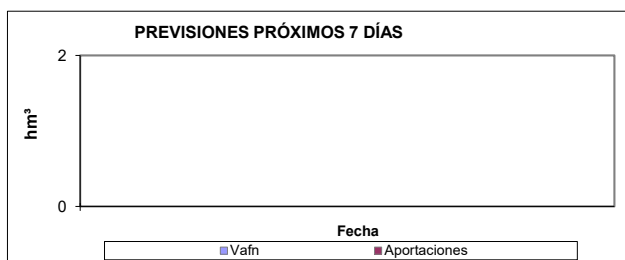 PREVISIONES PRÓXIMOS 7 DÍAS
2
hm³
0
Fecha
Vafn Aportaciones